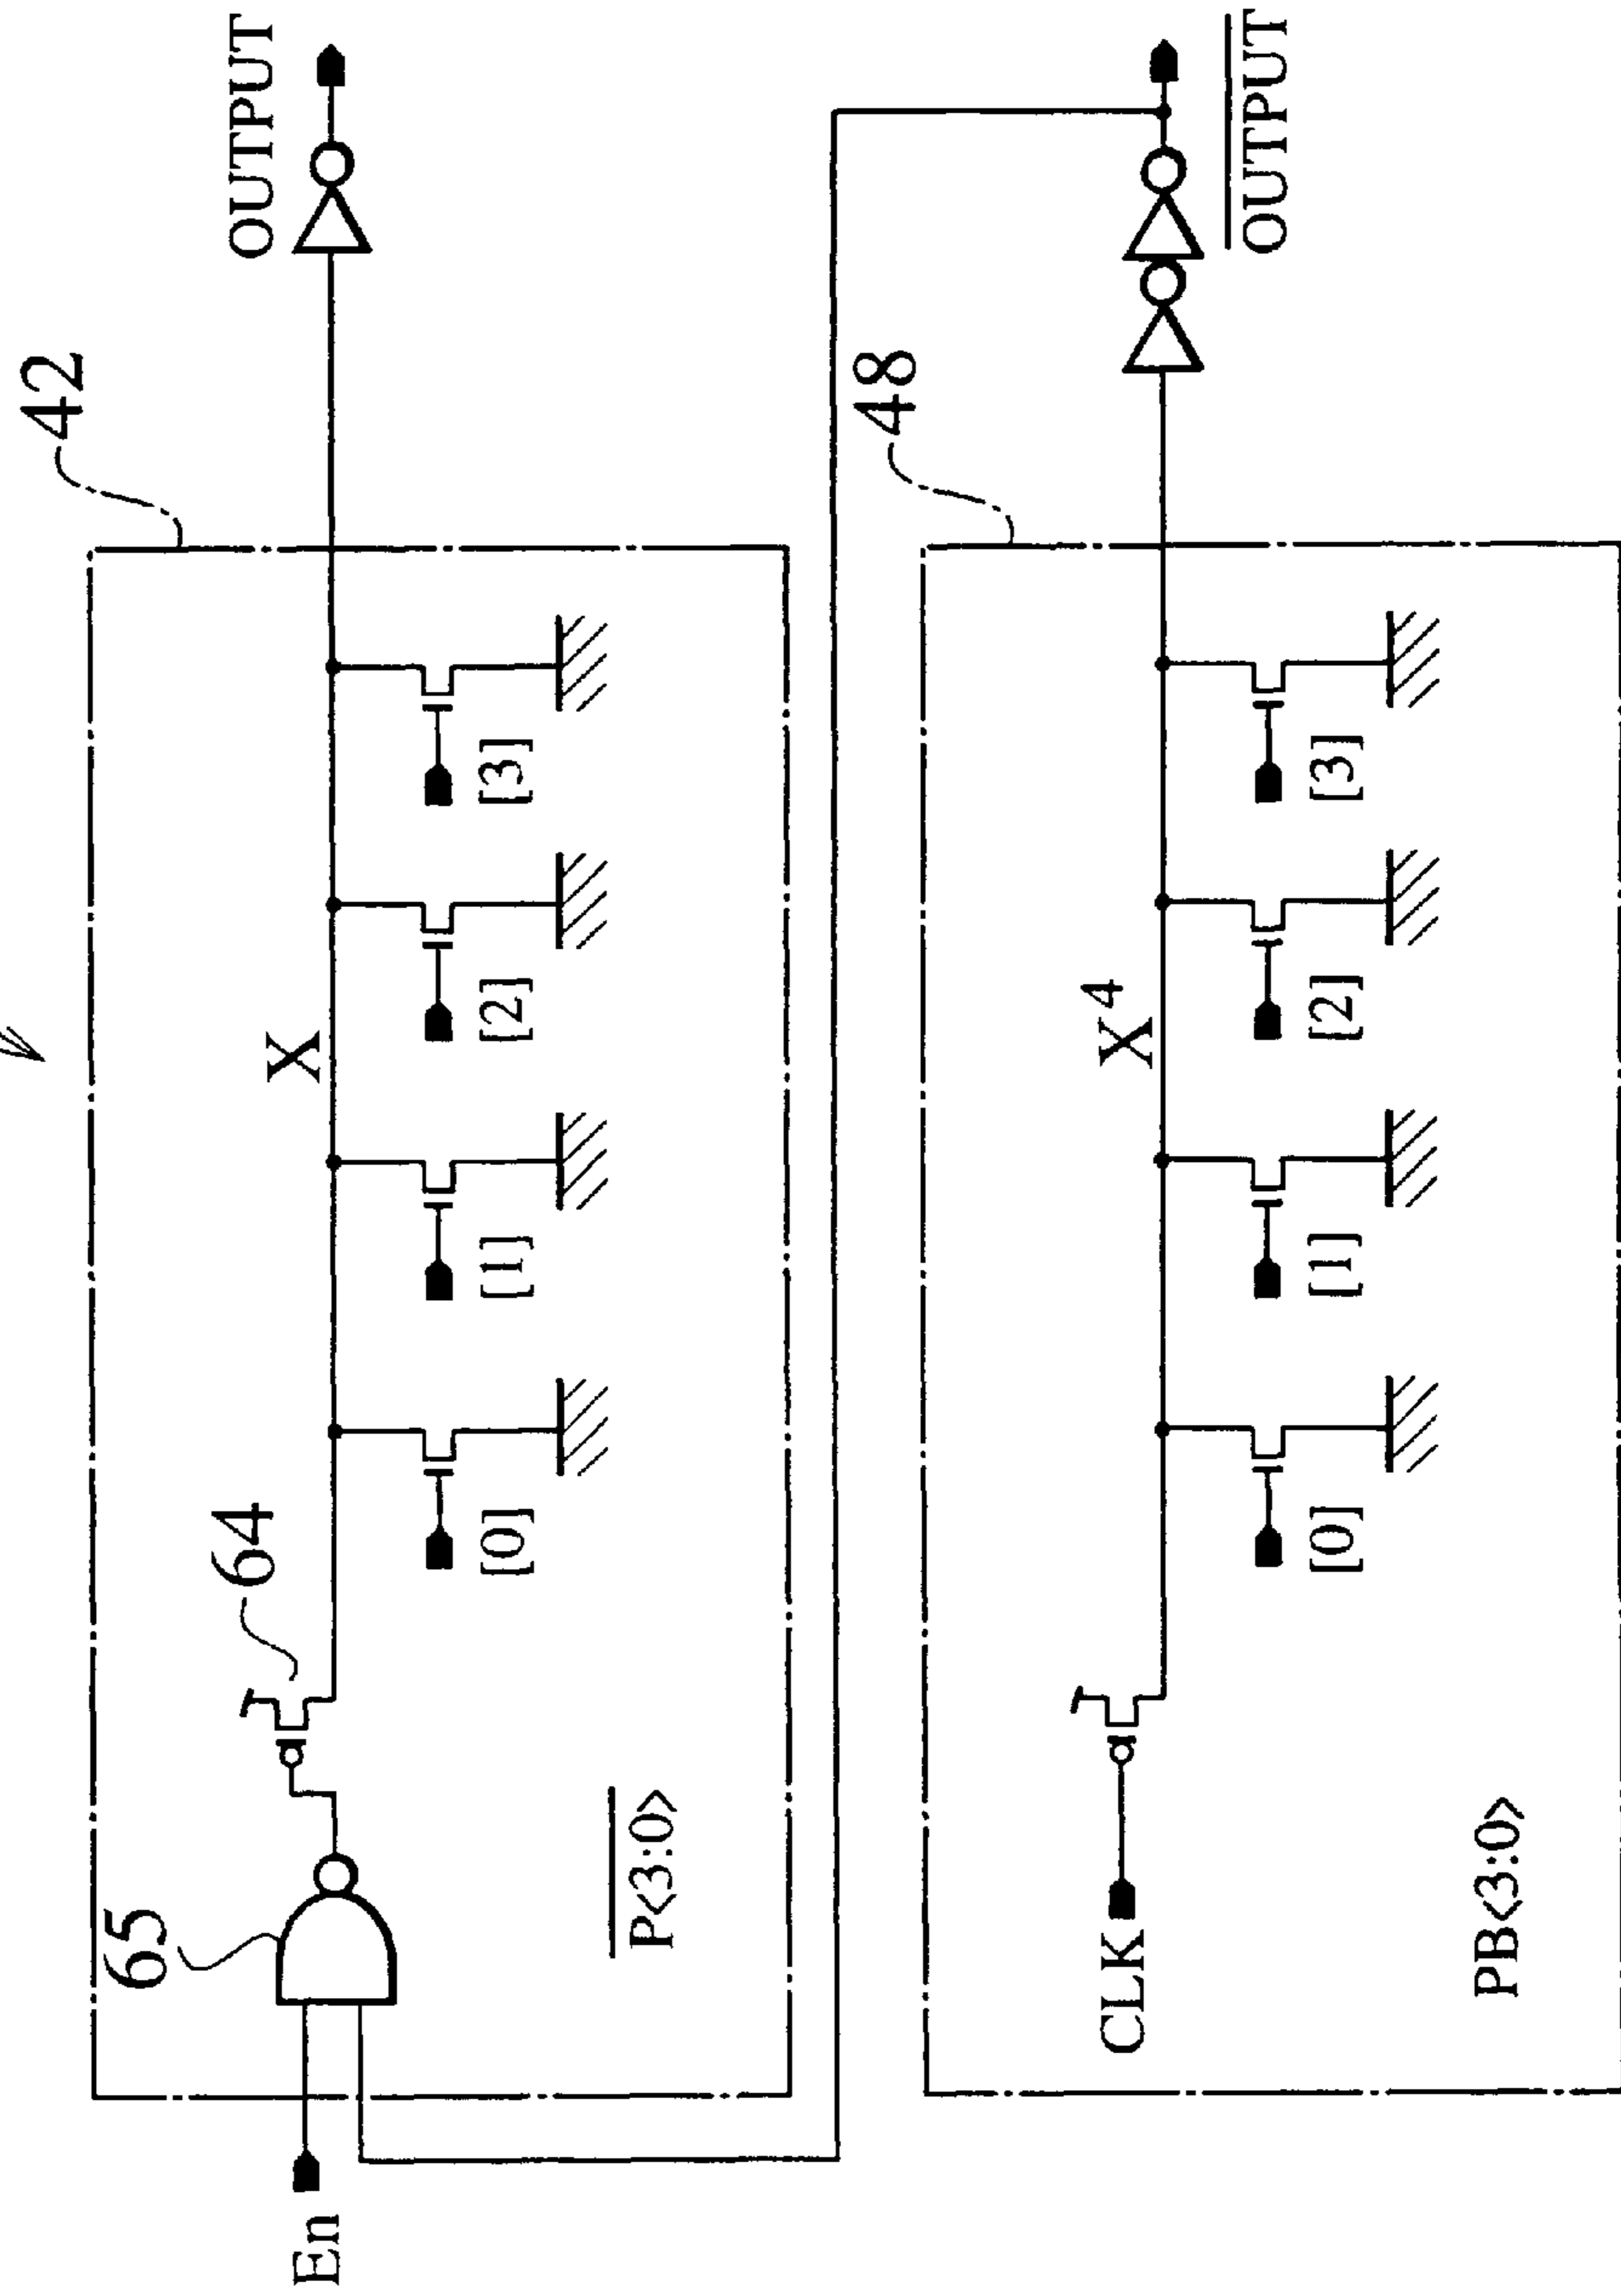 42
OUTPUT
65
64
X
En
[0]
[1]
[2]
[3]
P<3:0>
48
X4
CLK
OUTPUT
[0]
[1]
[2]
[3]
PB<3:0>